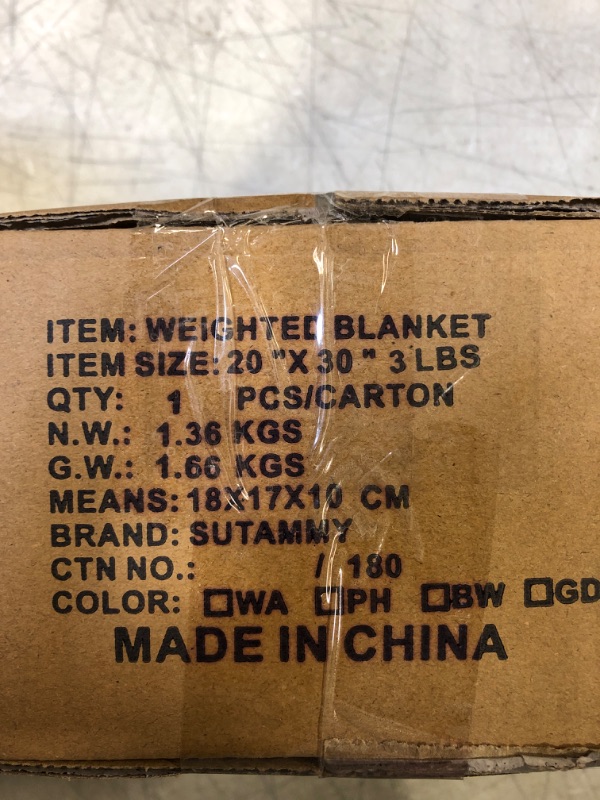 ITEM: WEIGHTED BLANKET
ITEM SIZE: 20 "X 30 " 3 LBS
QTY: 1 PCS/CARTON
N.W.: 1.36 KGS
G.W.: 1.66 KGS
MEANS: 18X17X10 CM
BRAND: SUTAMMY
CTN NO.: / 180
COLOR: ☐WA ☐PH ☐BW ☐GD
MADE IN CHINA